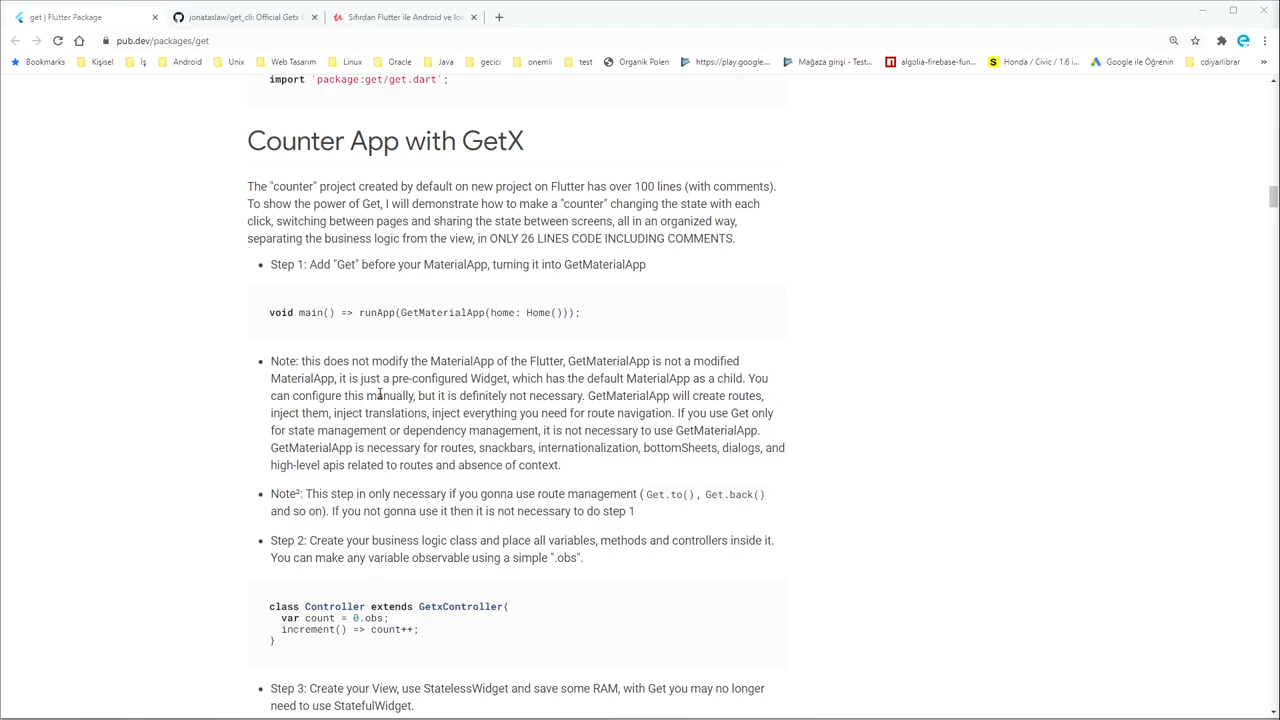 get | Flutter Package
jonataslaw/get_cli: Official Getx C
Sıfırdan Flutter ile Android ve Ios
pub.dev/packages/get
Bookmarks Kişisel İş Android Unix Web Tasarım Linux Oracle Java gecici onemli test Organik Polen https://play.google.... Mağaza girişi - Test... algolia-firebase-fun... Honda / Civic / 1.6 i... Google ile Öğrenin cdiyarlibrar »
import 'package:get/get.dart';
Counter App with GetX
The "counter" project created by default on new project on Flutter has over 100 lines (with comments).
To show the power of Get, I will demonstrate how to make a "counter" changing the state with each
click, switching between pages and sharing the state between screens, all in an organized way,
separating the business logic from the view, in ONLY 26 LINES CODE INCLUDING COMMENTS.
• Step 1: Add "Get" before your MaterialApp, turning it into GetMaterialApp
void main() => runApp(GetMaterialApp(home: Home()));
• Note: this does not modify the MaterialApp of the Flutter, GetMaterialApp is not a modified
MaterialApp, it is just a pre-configured Widget, which has the default MaterialApp as a child. You
can configure this manually, but it is definitely not necessary. GetMaterialApp will create routes,
inject them, inject translations, inject everything you need for route navigation. If you use Get only
for state management or dependency management, it is not necessary to use GetMaterialApp.
GetMaterialApp is necessary for routes, snackbars, internationalization, bottomSheets, dialogs, and
high-level apis related to routes and absence of context.
• Note²: This step in only necessary if you gonna use route management ( Get.to(), Get.back()
and so on). If you not gonna use it then it is not necessary to do step 1
• Step 2: Create your business logic class and place all variables, methods and controllers inside it.
You can make any variable observable using a simple ".obs".
class Controller extends GetxController{
var count = 0.obs;
increment() => count++;
}
• Step 3: Create your View, use StatelessWidget and save some RAM, with Get you may no longer
need to use StatefulWidget.